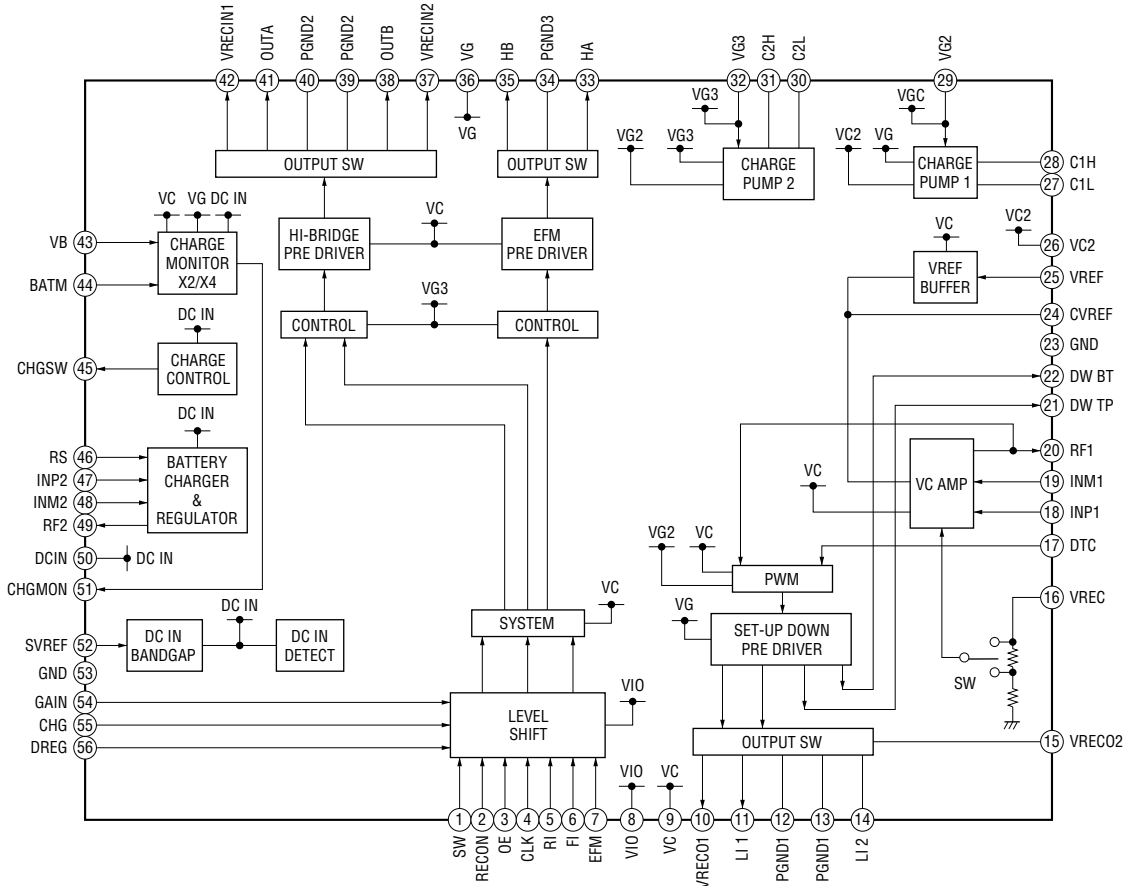 VRECIN1
OUTA
PGND2
PGND2
OUTB
VRECIN2
VG
HB
PGND3
HA
VG3
C2H
C2L
VG2
42
41
40
39
38
37
36
35
34
33
32
31
30
29
VG
VG3
VG2
VG3
VGC
VC2
VG
OUTPUT SW
OUTPUT SW
CHARGE
PUMP 2
CHARGE
PUMP 1
28 C1H
27 C1L
VC
VG
DC IN
VB 43
BATM 44
CHARGE
MONITOR
X2/X4
HI-BRIDGE
PRE DRIVER
VC
EFM
PRE DRIVER
VC
VC2
26 VC2
VREF
BUFFER
25 VREF
24 CVREF
23 GND
VG3
CONTROL
CONTROL
DC IN
CHGSW 45
CHARGE
CONTROL
22 DW BT
21 DW TP
DC IN
RS 46
INP2 47
INM2 48
RF2 49
BATTERY
CHARGER
&
REGULATOR
VC
VC AMP
20 RF1
19 INM1
18 INP1
17 DTC
DCIN 50
DC IN
CHGMON 51
VG2
VC
PWM
16 VREC
DC IN
SVREF 52
DC IN
BANDGAP
DC IN
DETECT
GND 53
SYSTEM
VC
VG
SET-UP DOWN
PRE DRIVER
SW
GAIN 54
CHG 55
DREG 56
LEVEL
SHIFT
VIO
OUTPUT SW
15 VRECO2
VIO
VC
1
2
3
4
5
6
7
8
9
10
11
12
13
14
SW
RECON
OE
CLK
RI
FI
EFM
VIO
VC
VRECO1
LI 1
PGND1
PGND1
LI 2